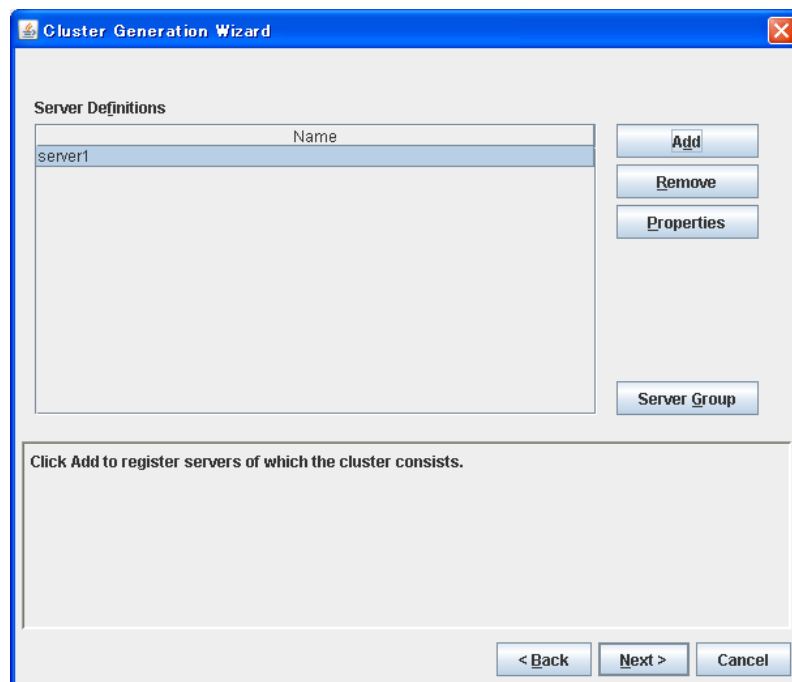 Cluster Generation Wizard
Server Definitions
Name
server1
Add
Remove
Properties
Server Group
Click Add to register servers of which the cluster consists.
< Back
Next >
Cancel